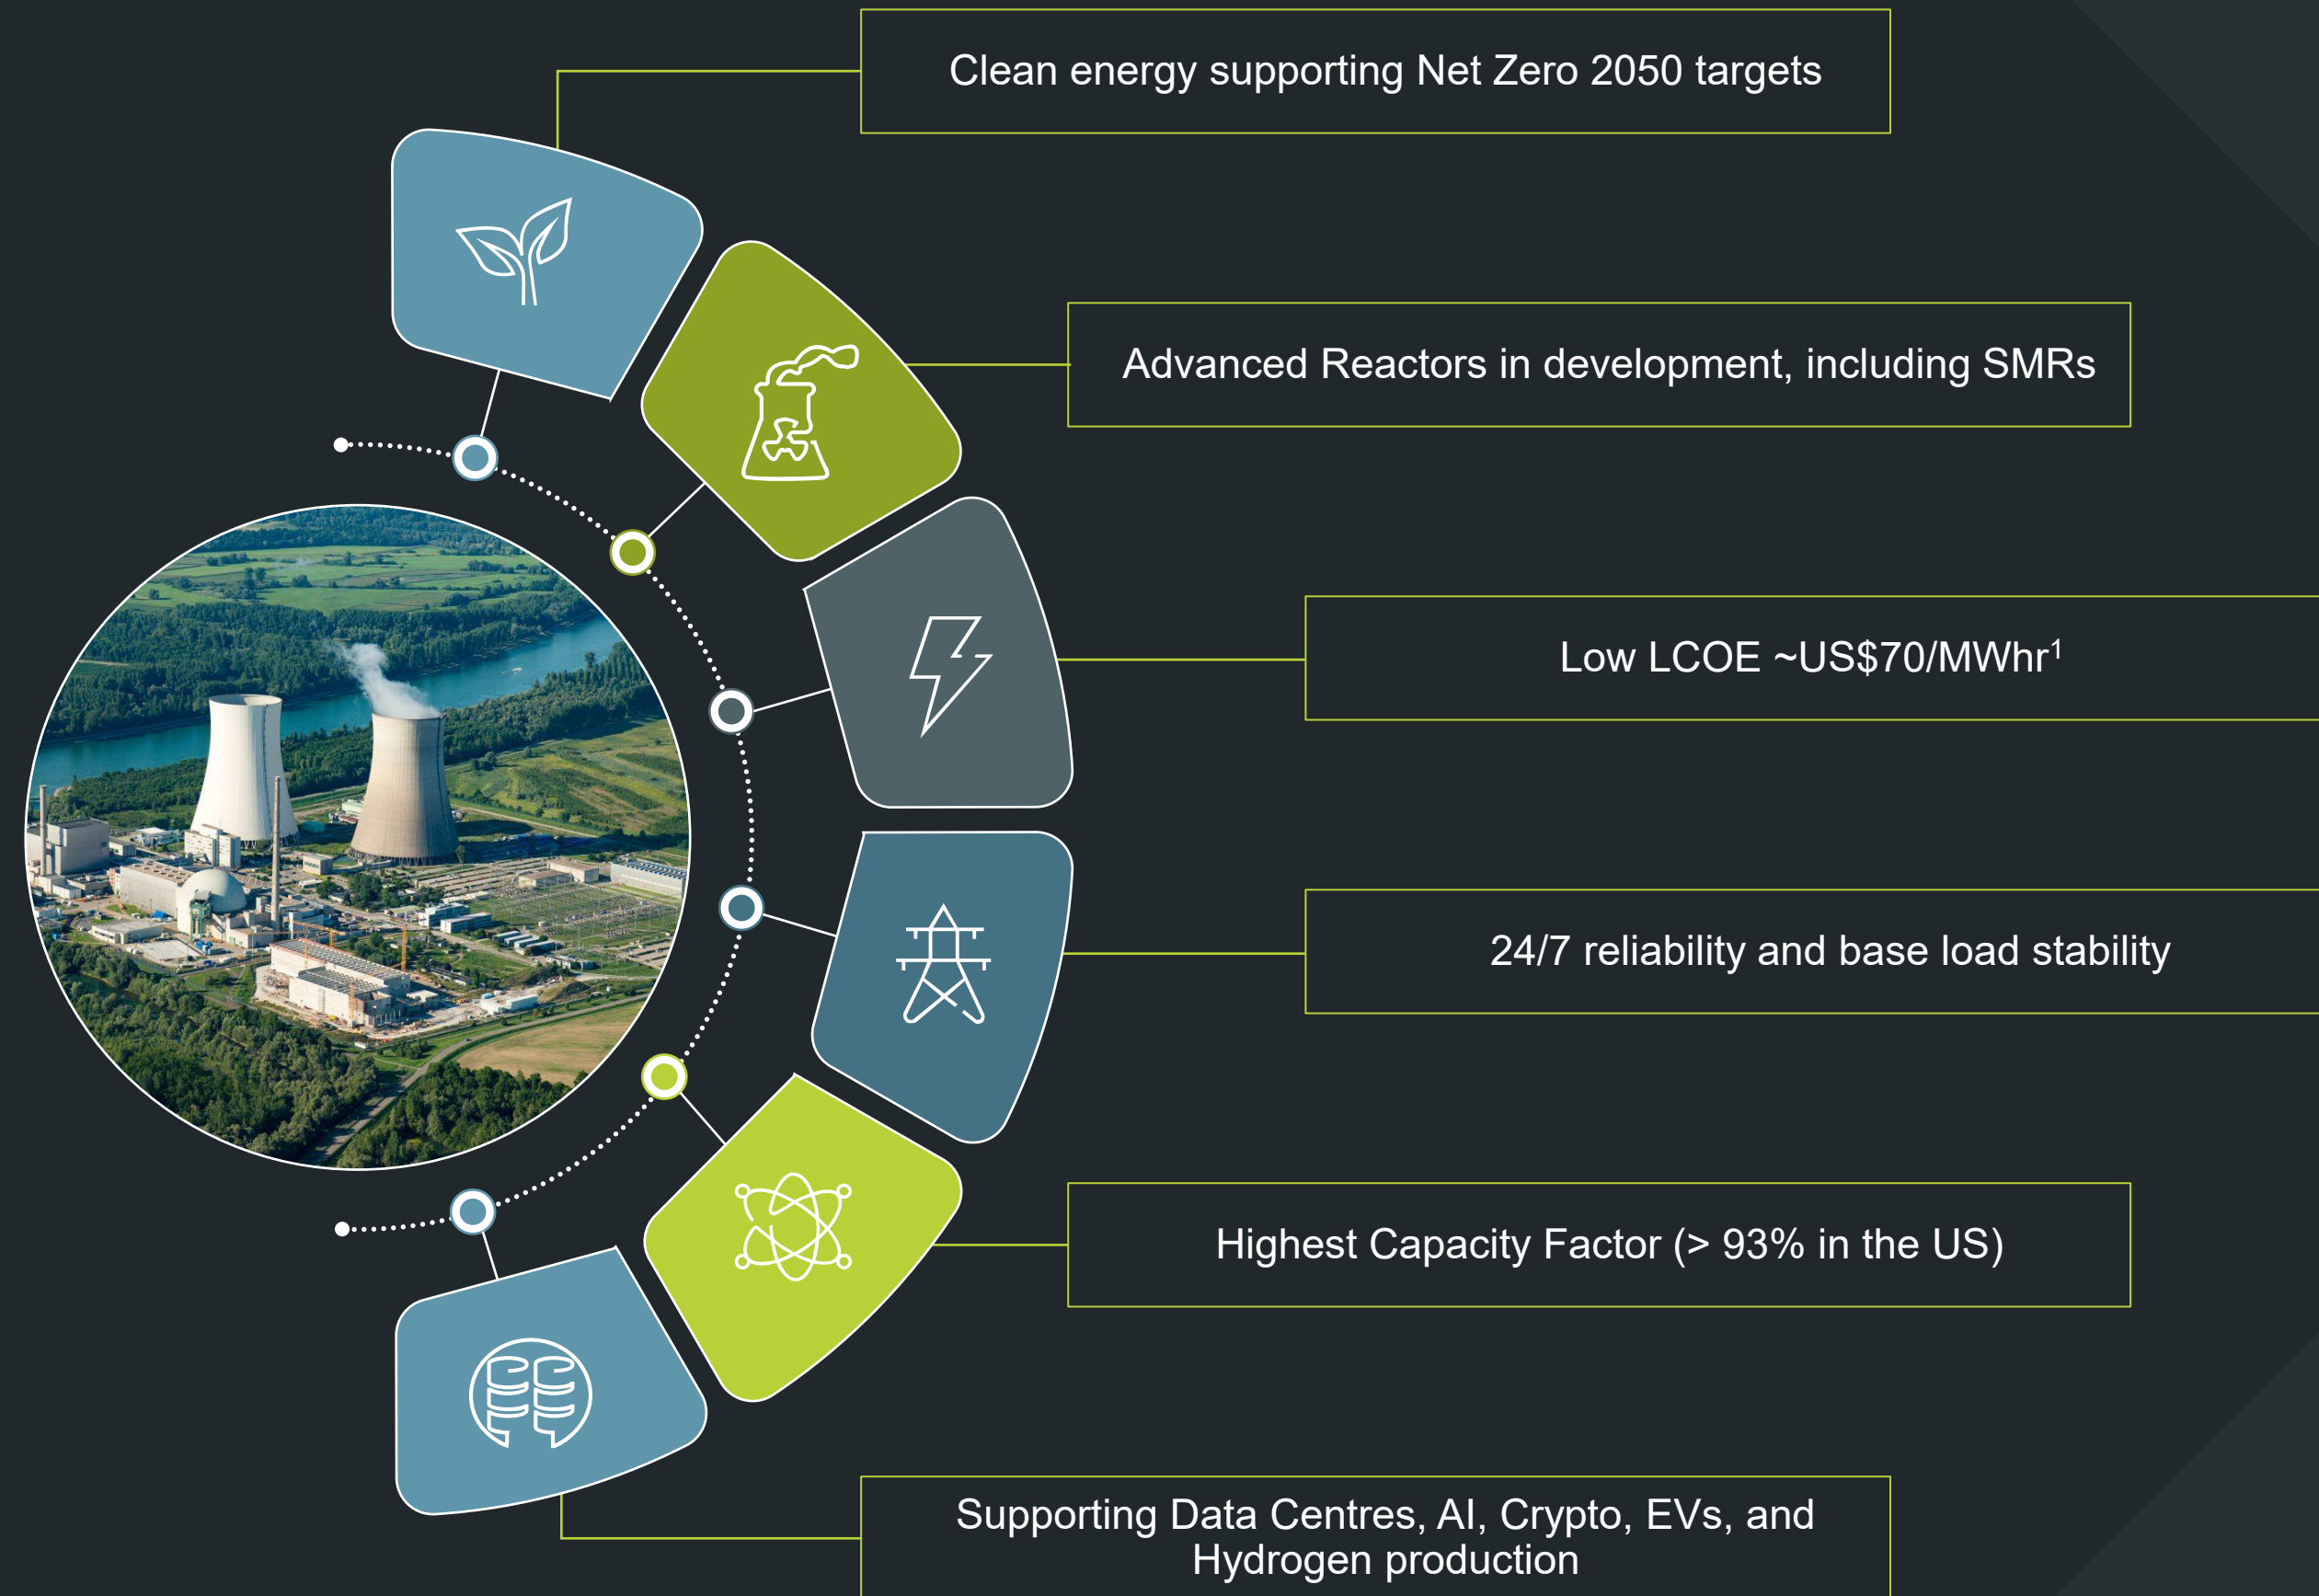 Clean energy supporting Net Zero 2050 targets
Advanced Reactors in development, including SMRs
Low LCOE ~US$70/MWhr¹
24/7 reliability and base load stability
Highest Capacity Factor (> 93% in the US)
Supporting Data Centres, AI, Crypto, EVs, and
Hydrogen production